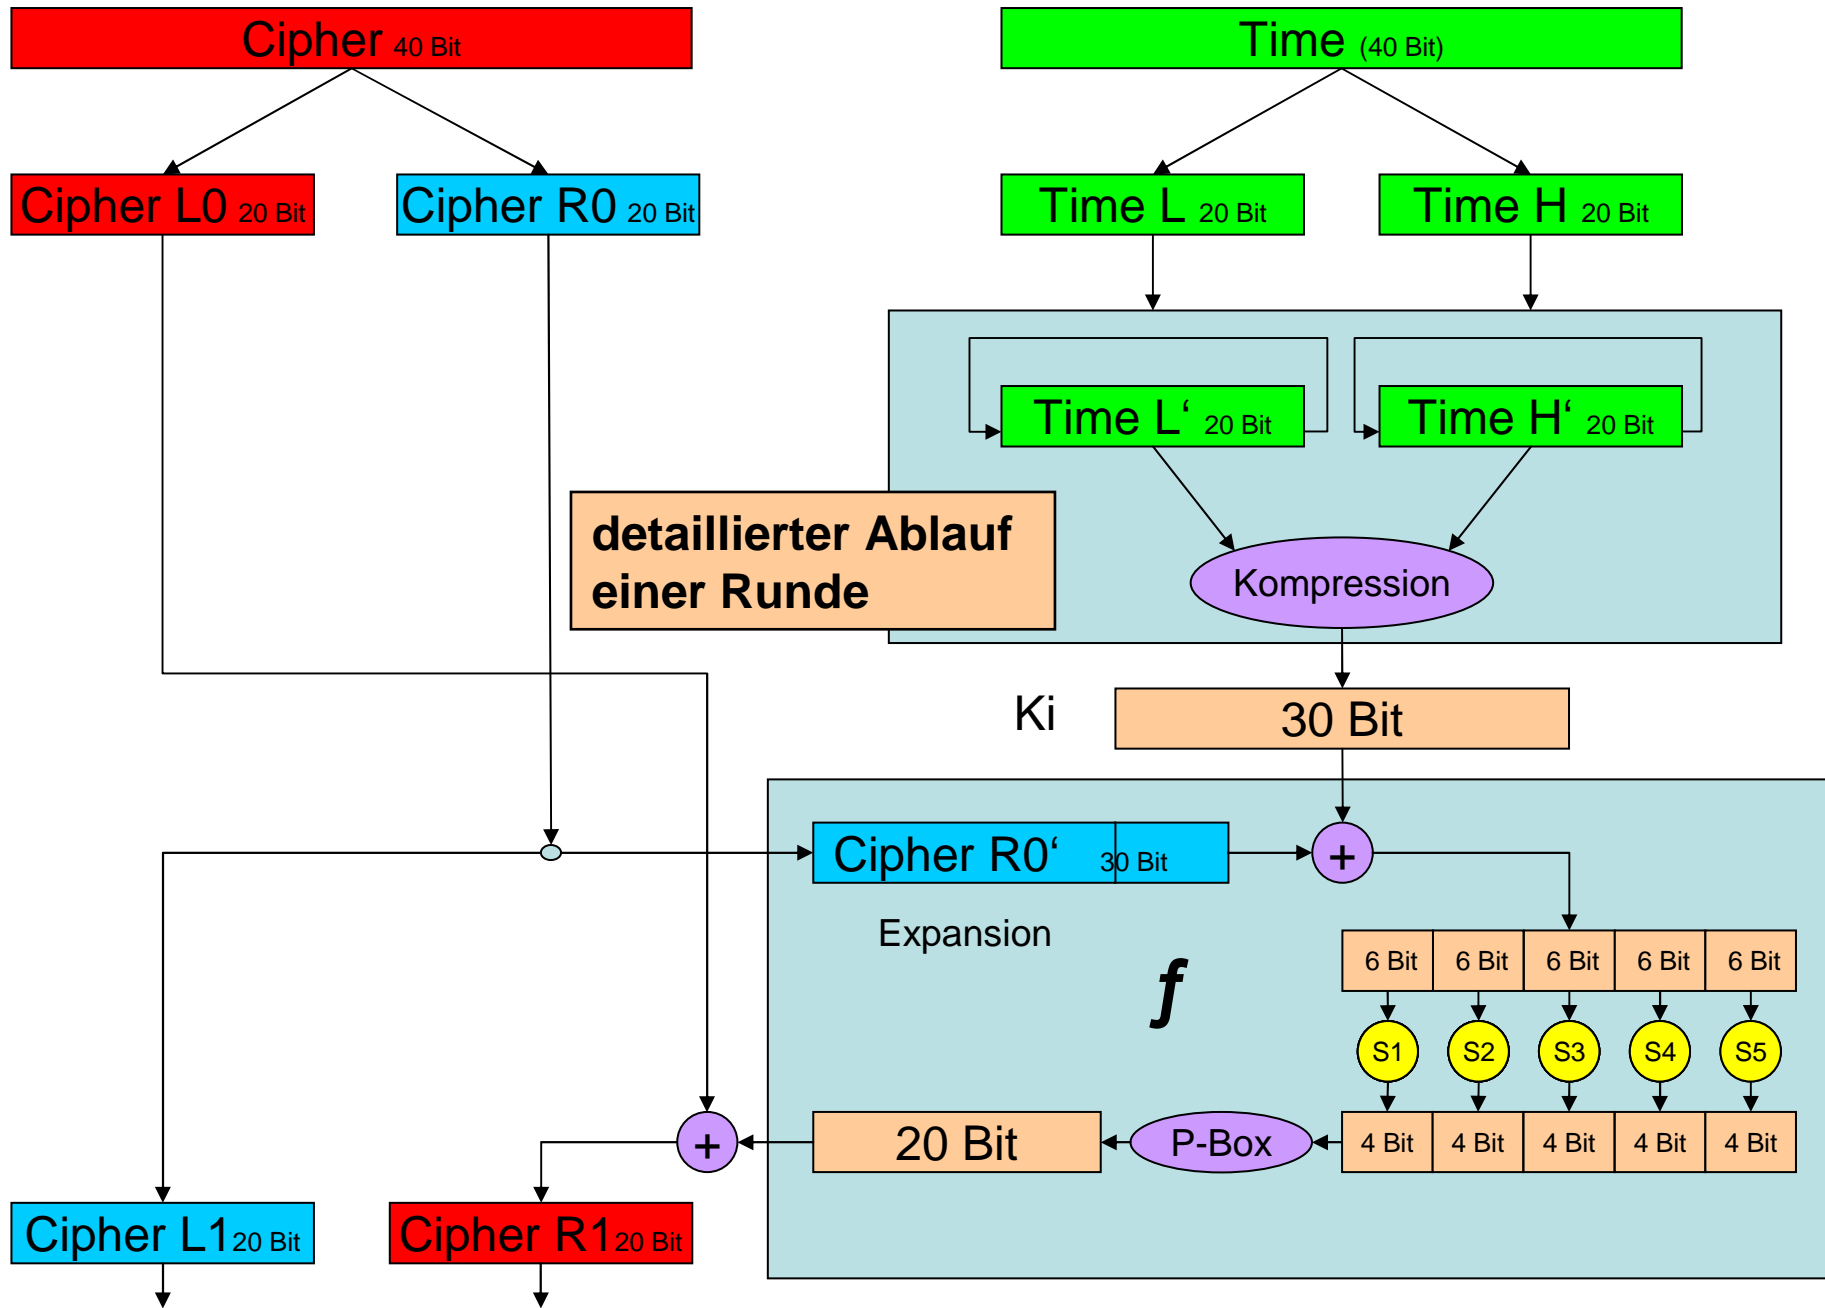 Cipher 40 Bit
Time (40 Bit)
Cipher L0 20 Bit
Cipher R0 20 Bit
Time L 20 Bit
Time H 20 Bit
Time L‘ 20 Bit
Time H‘ 20 Bit
detaillierter Ablauf
einer Runde
Kompression
Ki
30 Bit
Cipher R0‘ 30 Bit
+
Expansion
f
6 Bit 6 Bit 6 Bit 6 Bit 6 Bit
S1 S2 S3 S4 S5
+
20 Bit
P-Box
4 Bit 4 Bit 4 Bit 4 Bit 4 Bit
Cipher L1 20 Bit
Cipher R1 20 Bit